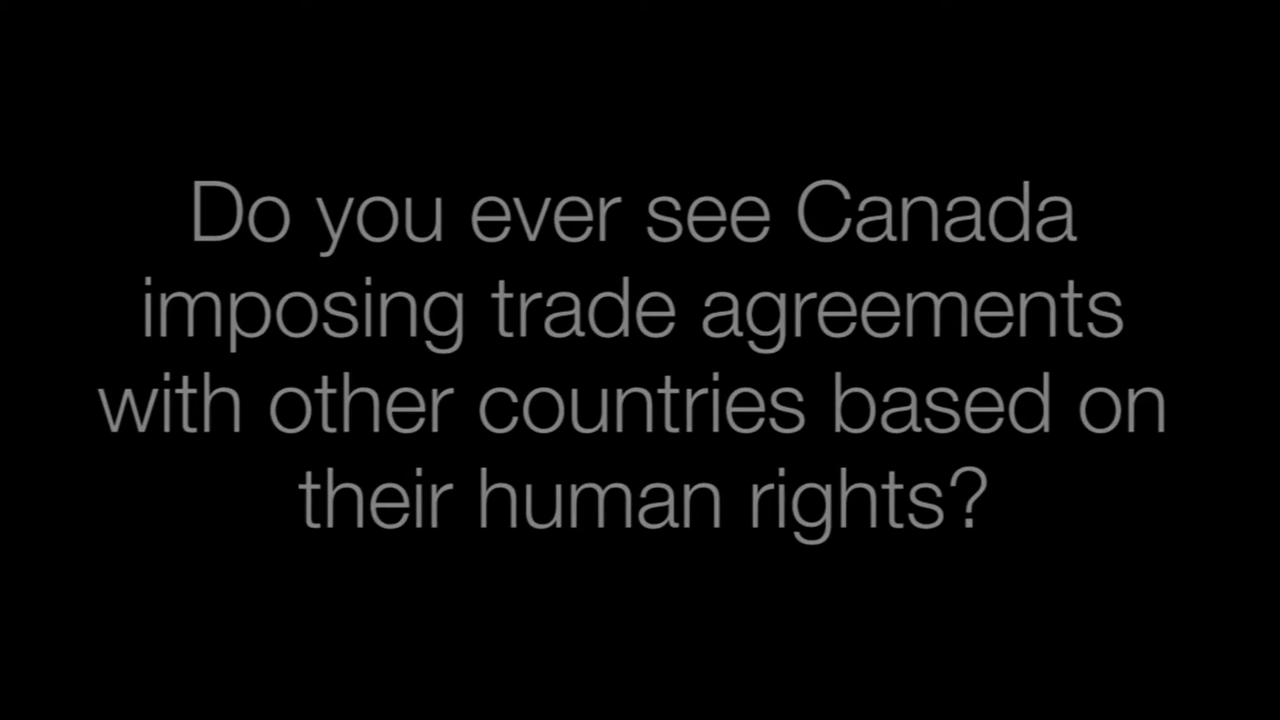 Do you ever see Canada
imposing trade agreements
with other countries based on
their human rights?